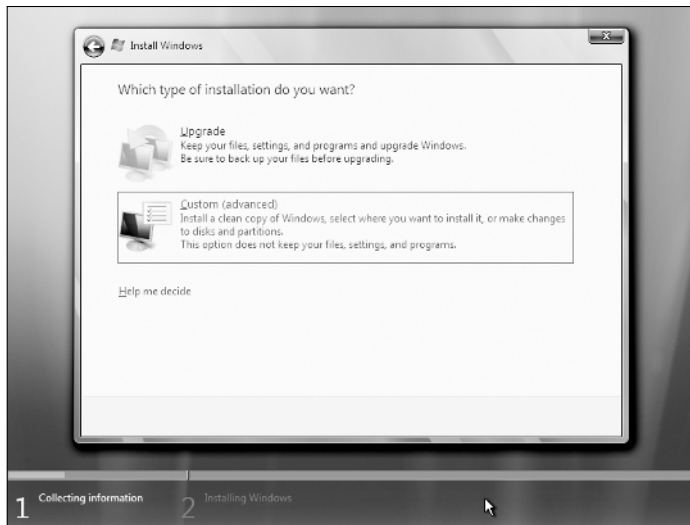 Install Windows
Which type of installation do you want?
Upgrade
Keep your files, settings, and programs and upgrade Windows.
Be sure to back up your files before upgrading.
Custom (advanced)
Install a clean copy of Windows, select where you want to install it, or make changes
to disks and partitions.
This option does not keep your files, settings, and programs.
Help me decide
1 Collecting information
2 Installing Windows